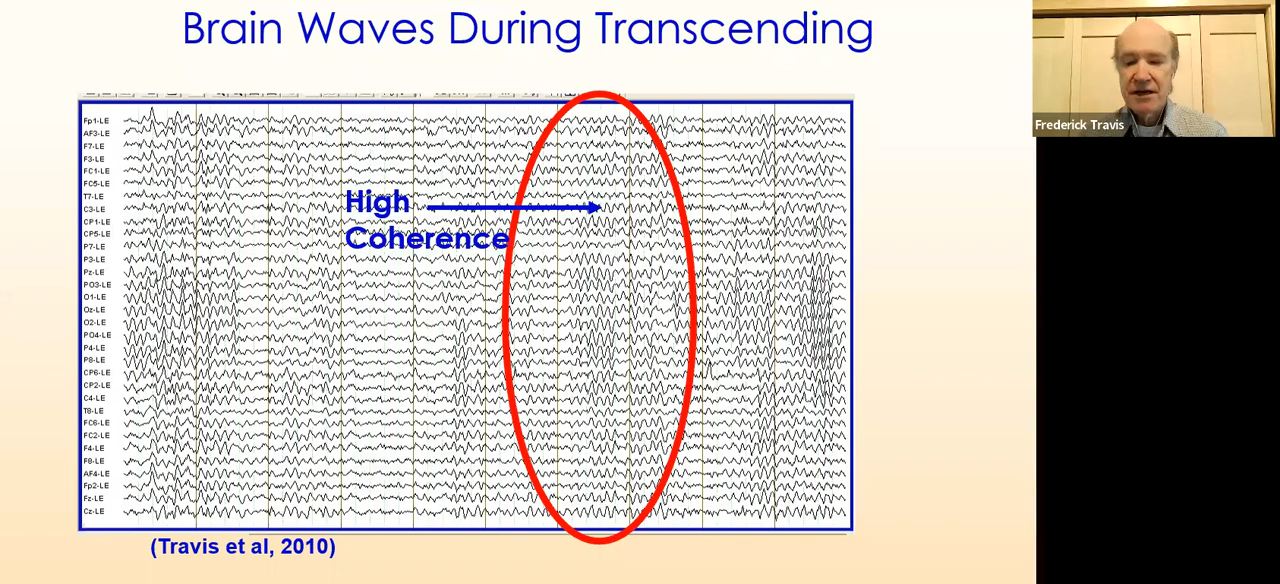 Brain Waves During Transcending
Frederick Travis
Fp1-LE
AF3-LE
F7-LE
F3-LE
FC1-LE
FC5-LE
T7-LE
C3-LE
CP1-LE
CP5-LE
P7-LE
P3-LE
Pz-LE
PO3-LE
O1-LE
Oz-LE
O2-LE
PO4-LE
P4-LE
P8-LE
CP6-LE
CP2-LE
C4-LE
T8-LE
FC6-LE
FC2-LE
F4-LE
F8-LE
AF4-LE
Fp2-LE
Fz-LE
Cz-LE
High
Coherence
(Travis et al, 2010)